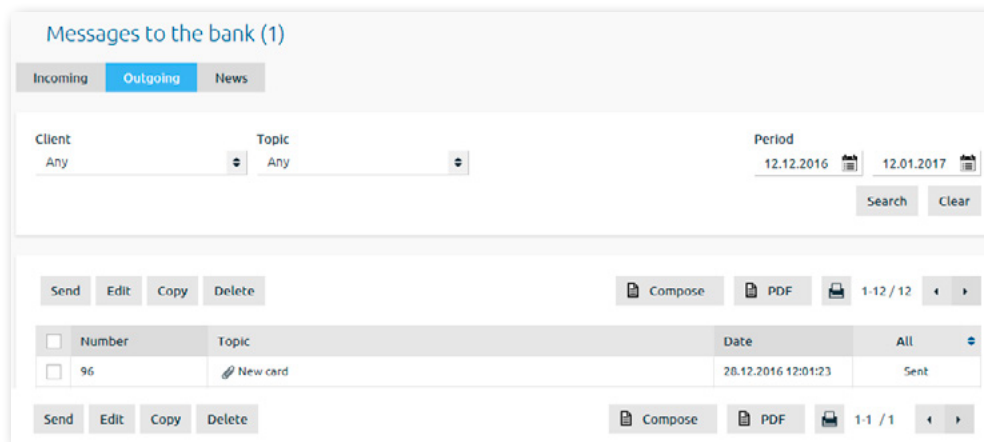 Messages to the bank (1)
Incoming Outgoing News
Client Topic Period
Any Any 12.12.2016 12.01.2017
Search Clear
Send Edit Copy Delete Compose PDF 1-12 / 12
Number Topic Date All
96 New card 28.12.2016 12:01:23 Sent
Send Edit Copy Delete Compose PDF 1-1 / 1